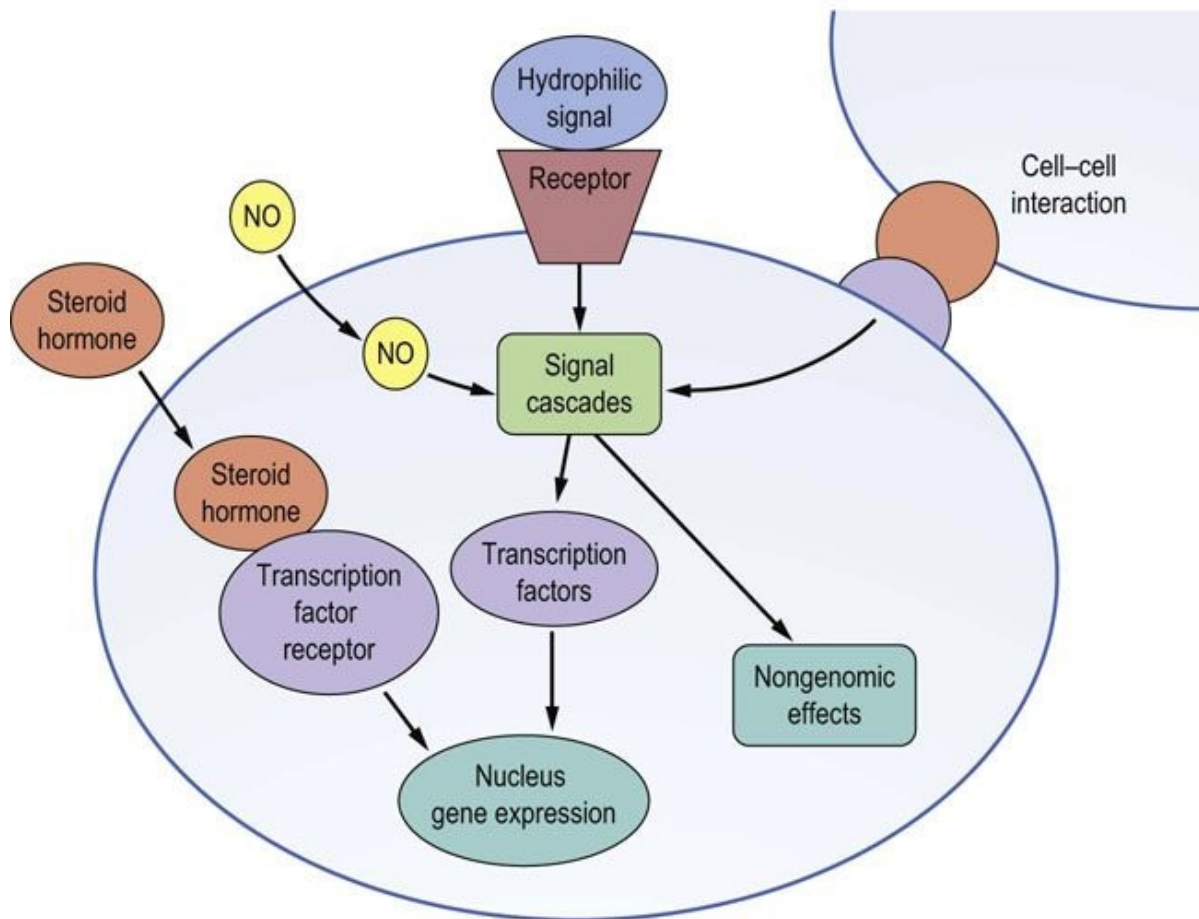 Hydrophilic
signal
Receptor
Cell–cell
interaction
NO
Steroid
hormone
NO
Signal
cascades
Steroid
hormone
Transcription
factor
receptor
Transcription
factors
Nongenomic
effects
Nucleus
gene expression